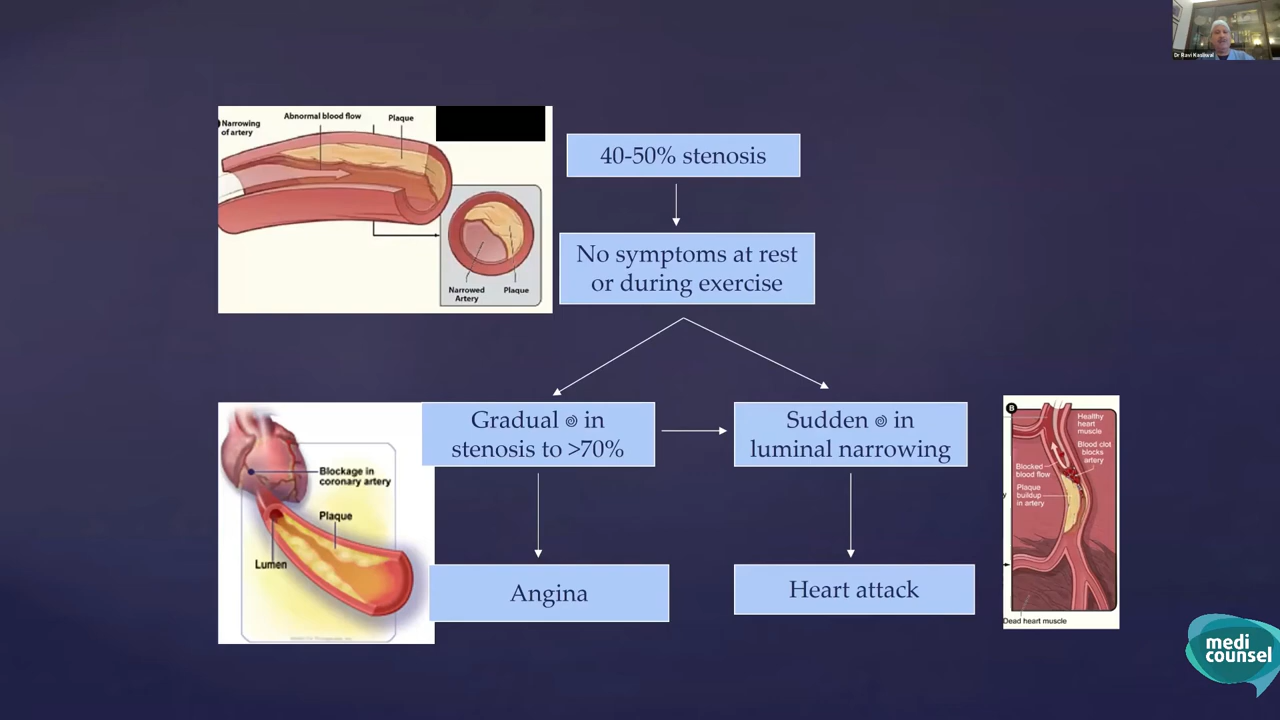 Dr Ravi Kasliwal
Narrowing
of artery
Abnormal blood flow
Plaque
Narrowed
Artery
Plaque
40-50% stenosis
No symptoms at rest
or during exercise
Gradual ๏ in
stenosis to >70%
Sudden ๏ in
luminal narrowing
Angina
Heart attack
Blockage in
coronary artery
Plaque
Lumen
B
Healthy
heart
muscle
Blood clot
blocks
artery
Blocked
blood flow
Plaque
buildup
in artery
Dead heart muscle
medi
counsel